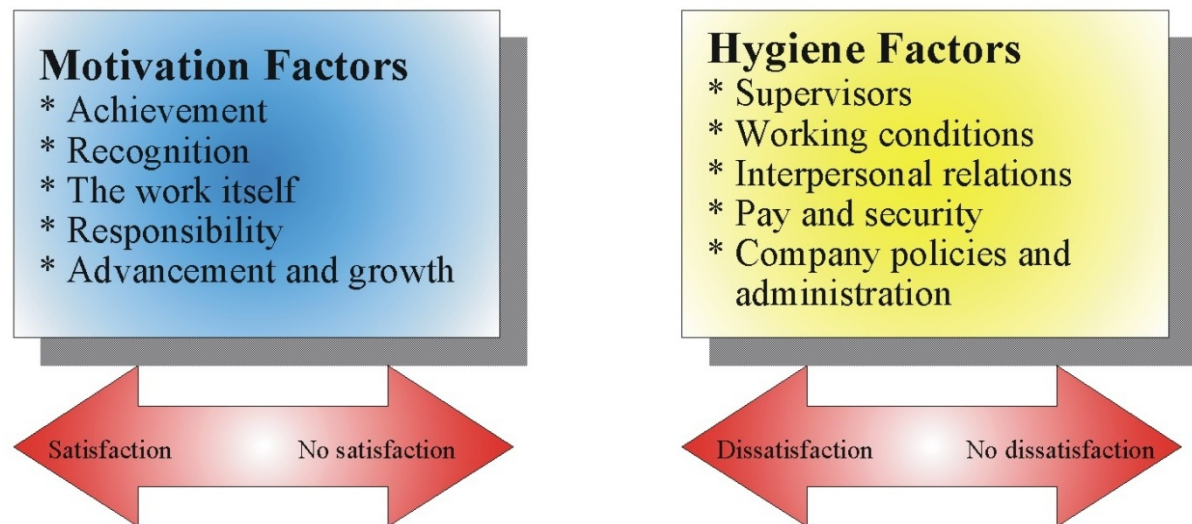 Motivation Factors
* Achievement
* Recognition
* The work itself
* Responsibility
* Advancement and growth
Satisfaction
No satisfaction
Hygiene Factors
* Supervisors
* Working conditions
* Interpersonal relations
* Pay and security
* Company policies and
administration
Dissatisfaction
No dissatisfaction